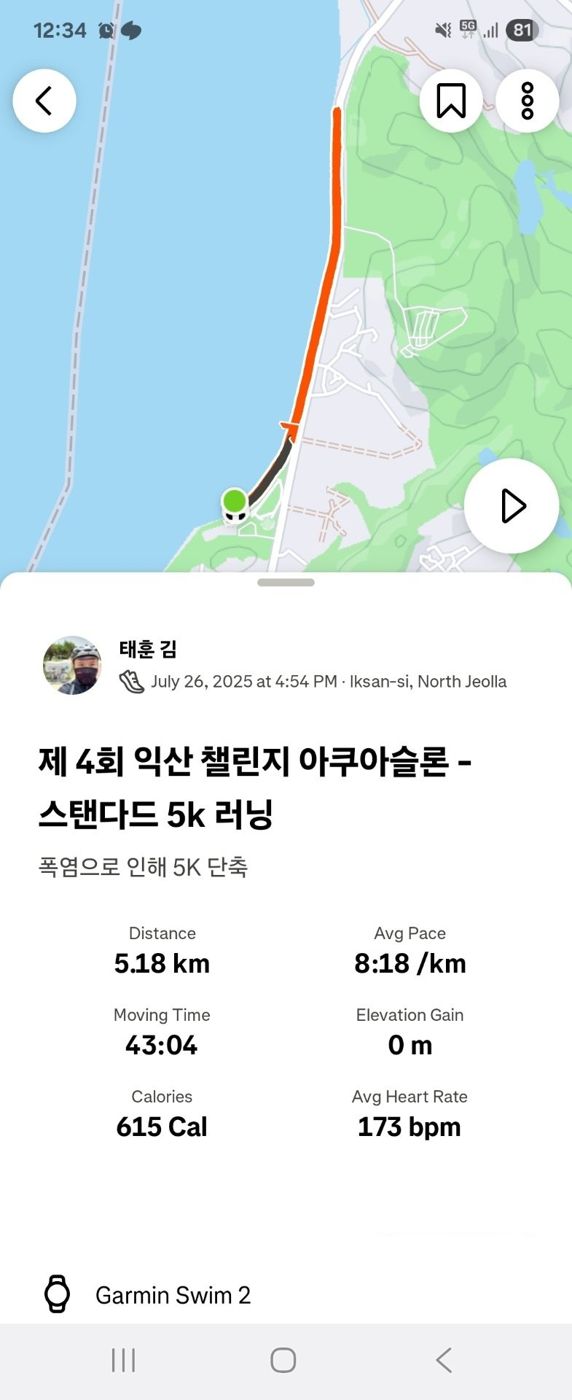 12:34
5G
81
태훈 김
July 26, 2025 at 4:54 PM · Iksan-si, North Jeolla
제 4회 익산 챌린지 아쿠아슬론 -
스탠다드 5k 러닝
폭염으로 인해 5K 단축
Distance
Avg Pace
5.18 km
8:18 /km
Moving Time
Elevation Gain
43:04
0 m
Calories
Avg Heart Rate
615 Cal
173 bpm
Garmin Swim 2